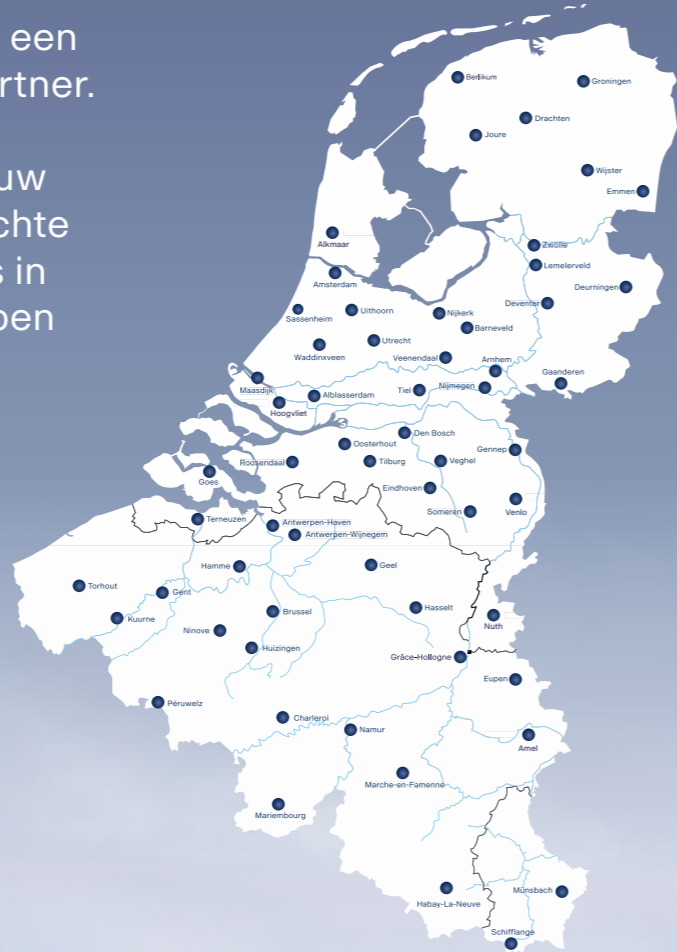 een
rtner.
uw
chte
s in
pen
Berlikum
Groningen
Drachten
Joure
Wijster
Emmen
Alkmaar
Zwolle
Lemelerveld
Amsterdam
Deurningen
Deventer
Sassenheim
Uithoorn
Nijkerk
Barneveld
Utrecht
Waddinxveen
Veenendaal
Arnhem
Gaanderen
Maasdijk
Nijmegen
Tiel
Alblasserdam
Hoogvliet
Den Bosch
Oosterhout
Gennep
Roosendaal
Tilburg
Veghel
Goes
Eindhoven
Venlo
Someren
Terneuzen
Antwerpen-Haven
Antwerpen-Wijnegem
Hamme
Geel
Torhout
Gent
Hasselt
Brussel
Kuurne
Nuth
Ninove
Huizingen
Grâce-Hollogne
Eupen
Péruwelz
Charleroi
Namur
Amel
Marche-en-Famenne
Mariembourg
Habay-La-Neuve
Münsbach
Schifflange